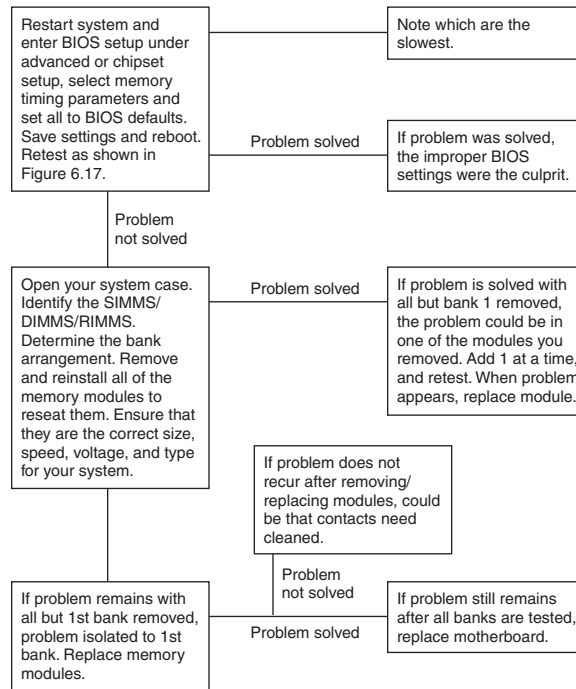 Restart system and
enter BIOS setup under
advanced or chipset
setup, select memory
timing parameters and
set all to BIOS defaults.
Save settings and reboot.
Retest as shown in
Figure 6.17.
Note which are the
slowest.
Problem solved
If problem was solved,
the improper BIOS
settings were the culprit.
Problem
not solved
Open your system case.
Identify the SIMMS/
DIMMS/RIMMS.
Determine the bank
arrangement. Remove
and reinstall all of the
memory modules to
reseat them. Ensure that
they are the correct size,
speed, voltage, and type
for your system.
Problem solved
If problem is solved with
all but bank 1 removed,
the problem could be in
one of the modules you
removed. Add 1 at a time,
and retest. When problem
appears, replace module.
If problem does not
recur after removing/
replacing modules, could
be that contacts need
cleaned.
Problem
not solved
If problem remains with
all but 1st bank removed,
problem isolated to 1st
bank. Replace memory
modules.
Problem solved
If problem still remains
after all banks are tested,
replace motherboard.